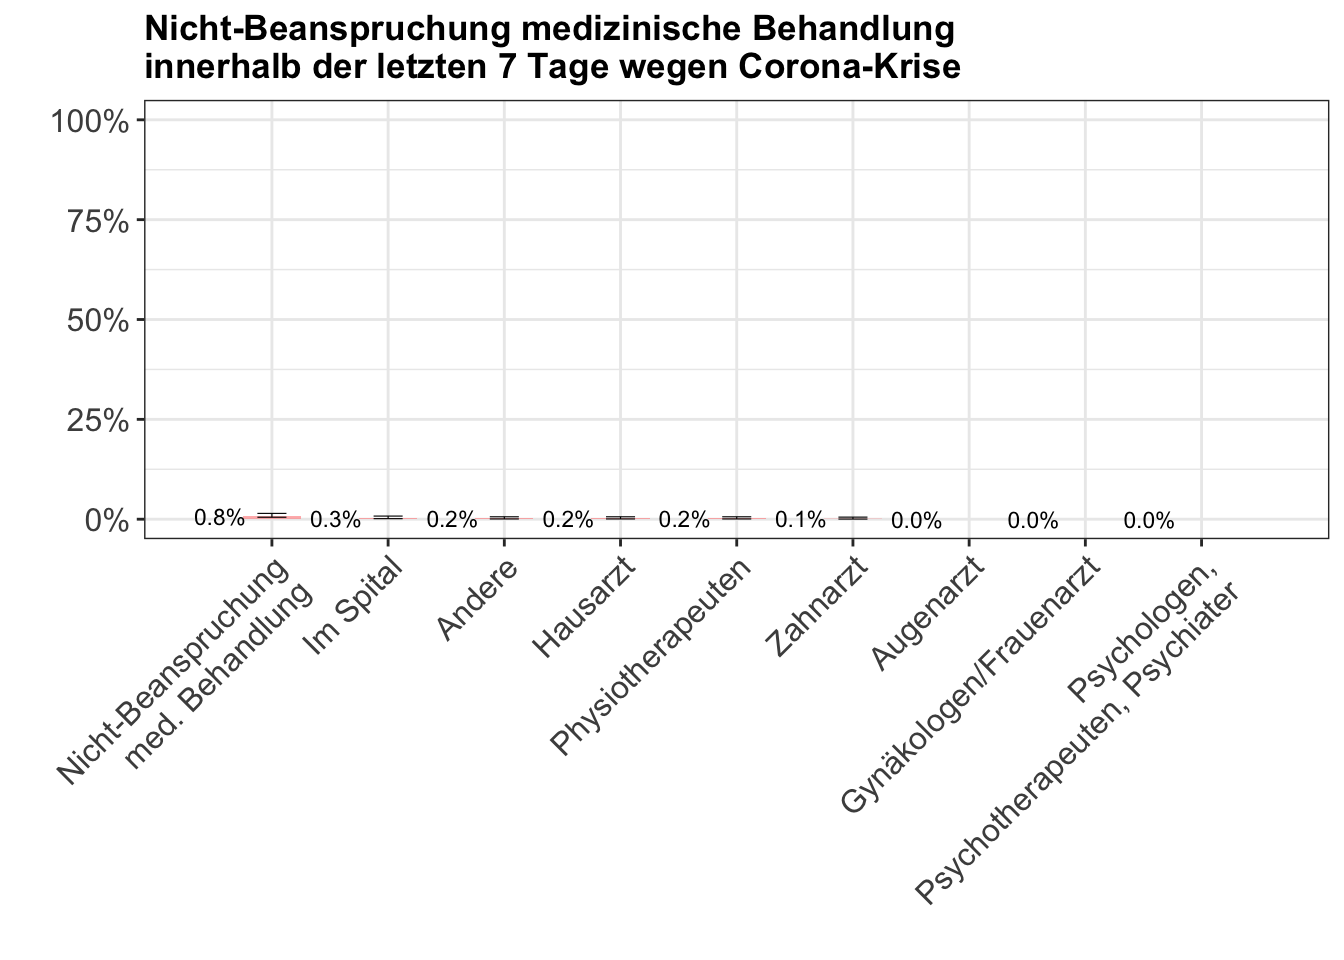 Nicht-Beanspruchung medizinische Behandlung
innerhalb der letzten 7 Tage wegen Corona-Krise
100%
75%
50%
25%
0%
0.8%
0.3%
0.2%
0.2%
0.2%
0.1%
0.0%
0.0%
0.0%
Nicht-Beanspruchung
med. Behandlung
Im Spital
Andere
Hausarzt
Physiotherapeuten
Zahnarzt
Augenarzt
Gynäkologen/Frauenarzt
Psychologen,
Psychotherapeuten, Psychiater